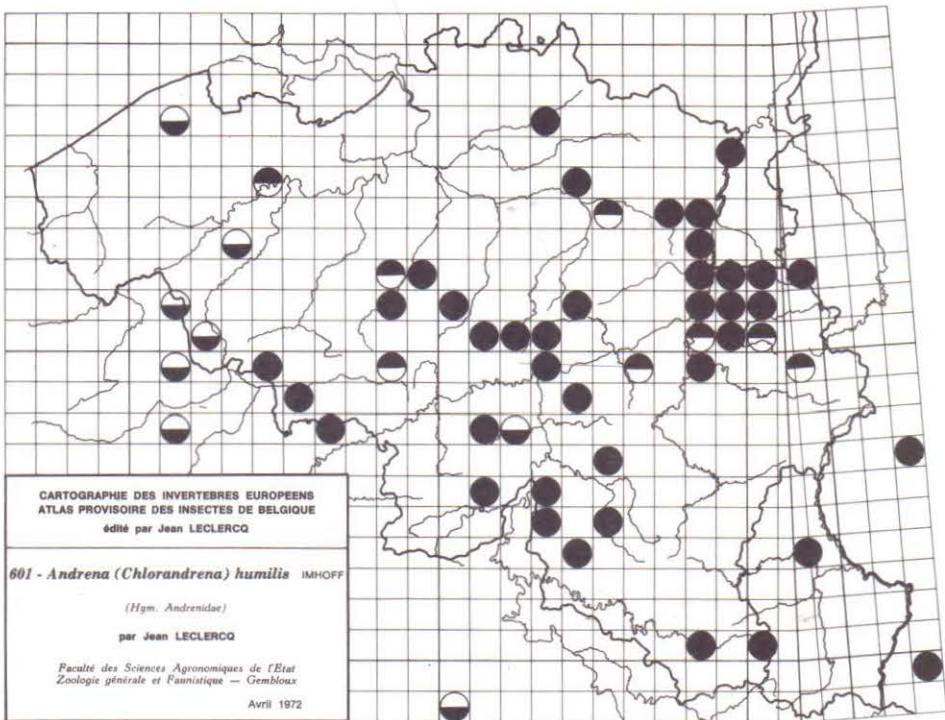 CARTOGRAPHIE DES INVERTEBRES EUROPEENS
ATLAS PROVISOIRE DES INSECTES DE BELGIQUE
édité par Jean LECLERCQ
601 - Andrena (Chlorandrena) humilis IMHOFF
(Hym. Andrenidae)
par Jean LECLERCQ
Faculté des Sciences Agronomiques de l'Etat
Zoologie générale et Faunistique — Gembloux
Avril 1972